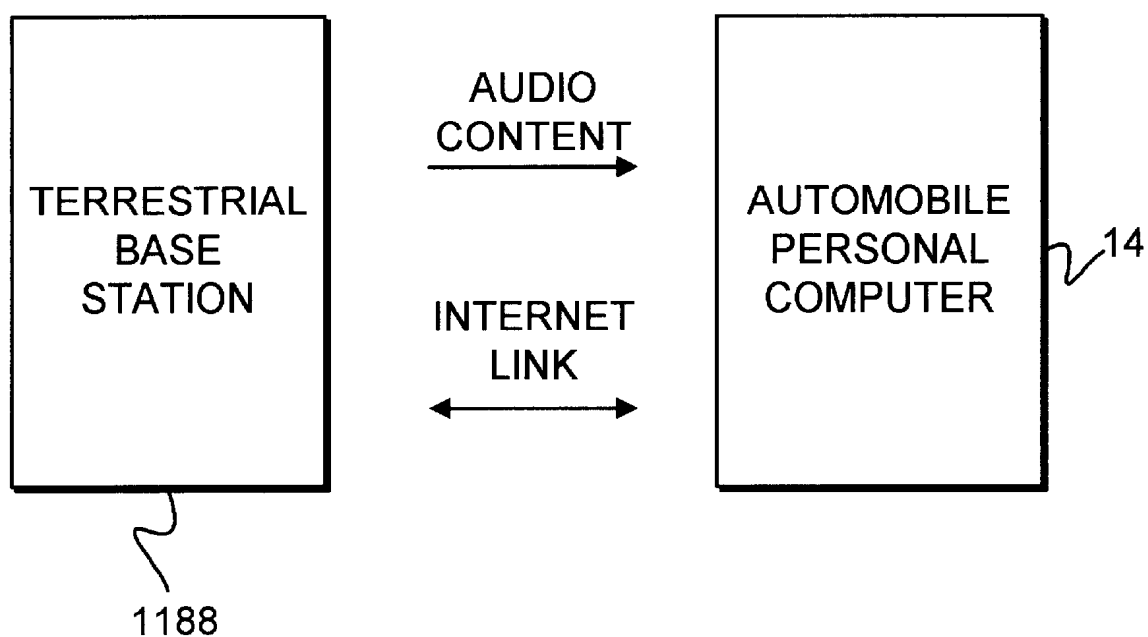 TERRESTRIAL
BASE
STATION
AUDIO
CONTENT
INTERNET
LINK
AUTOMOBILE
PERSONAL
COMPUTER
14
1188